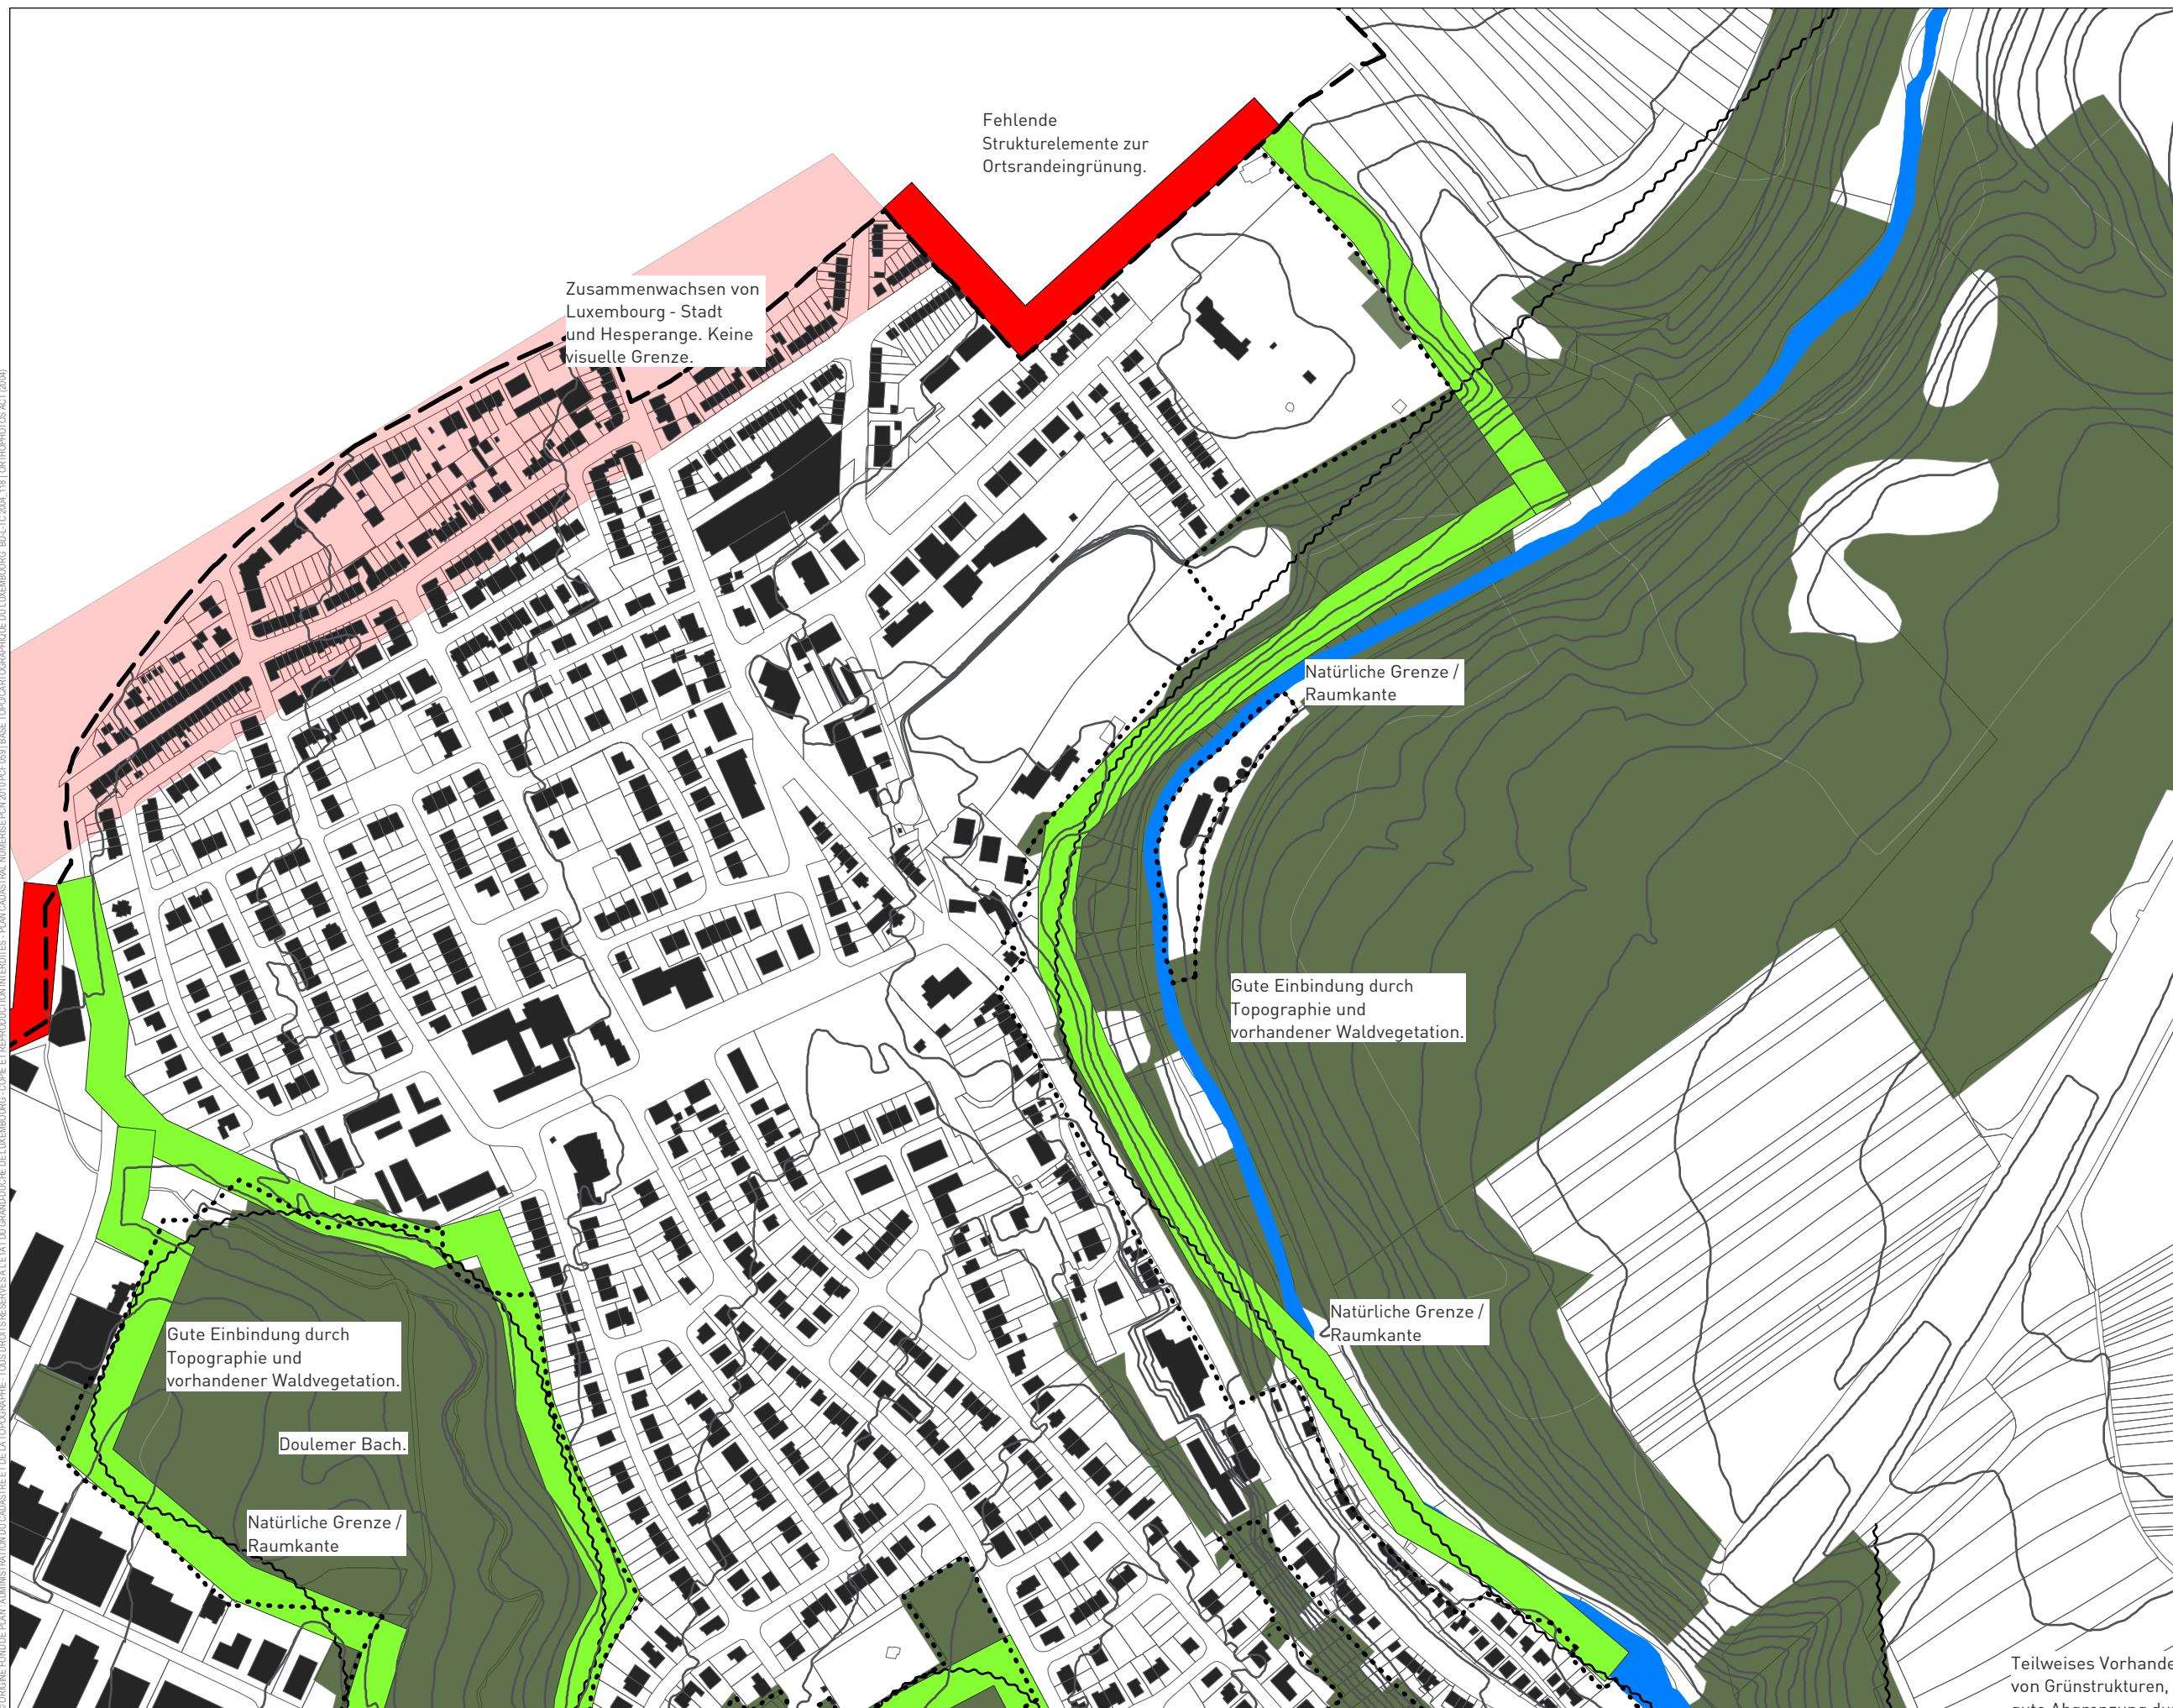 Fehlende
Strukturelemente zur
Ortsrandeingrünung.
Zusammenwachsen von
Luxembourg - Stadt
und Hesperange. Keine
visuelle Grenze.
Natürliche Grenze /
Raumkante
Gute Einbindung durch
Topographie und
vorhandener Waldvegetation.
Natürliche Grenze /
Raumkante
Gute Einbindung durch
Topographie und
vorhandener Waldvegetation.
Doulemer Bach.
Natürliche Grenze /
Raumkante
Teilweises Vorhande
von Grünstrukturen,